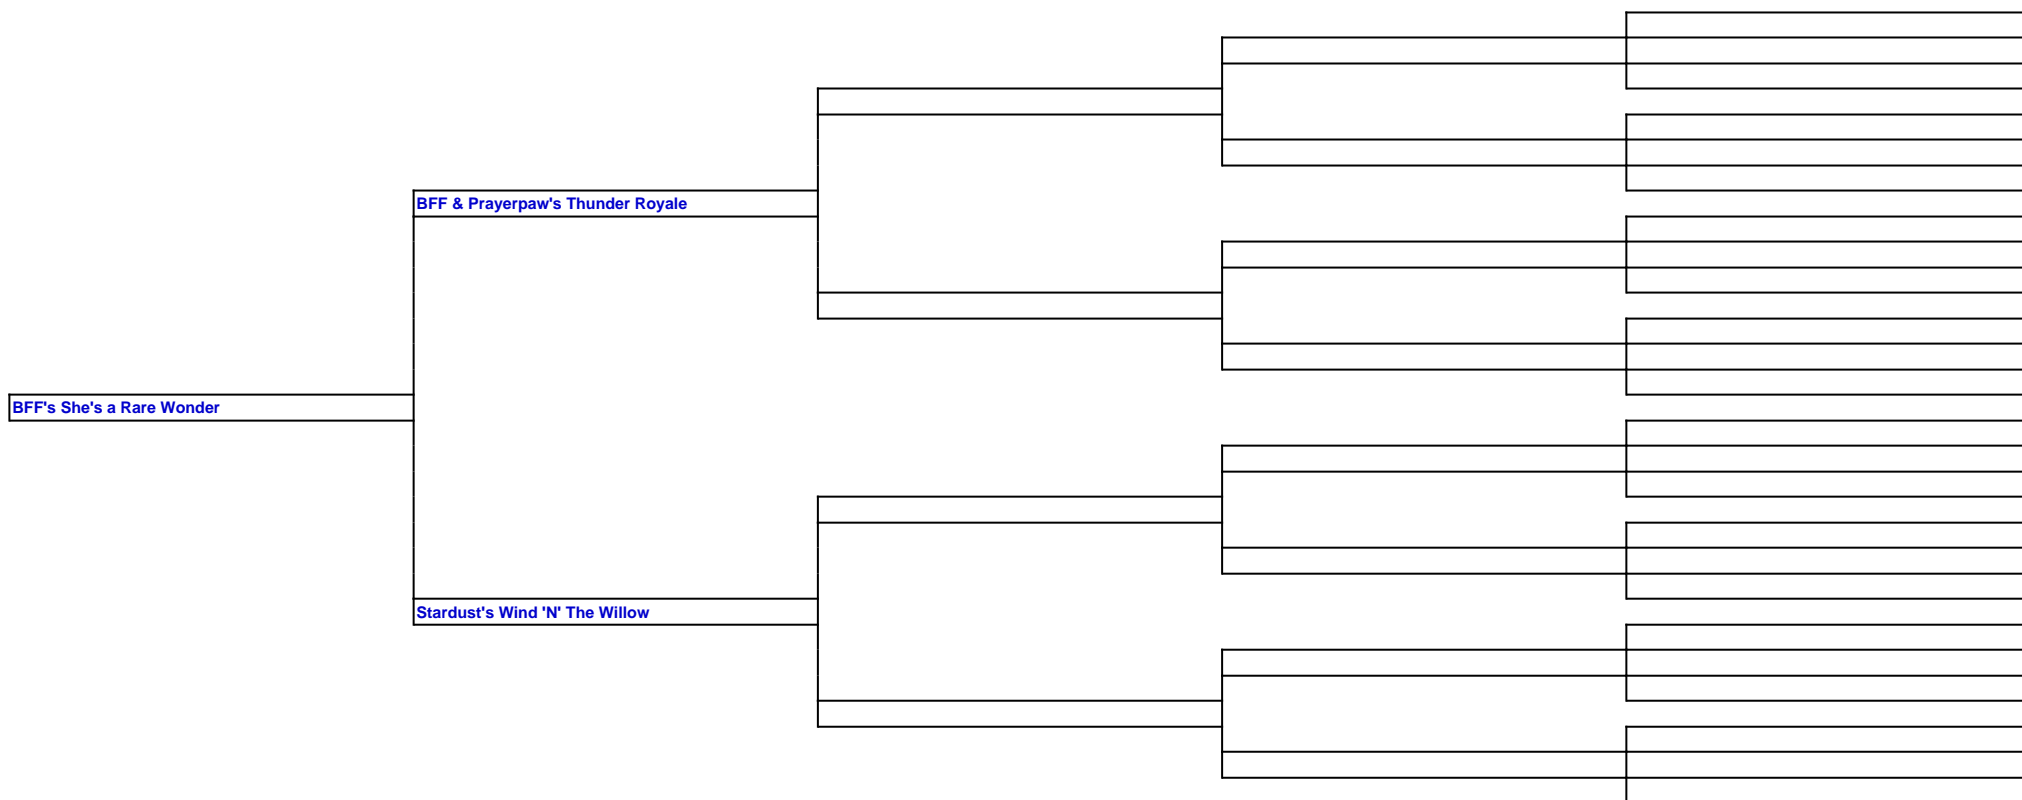 BFF & Prayerpaw's Thunder Royale
BFF's She's a Rare Wonder
Stardust's Wind 'N' The Willow